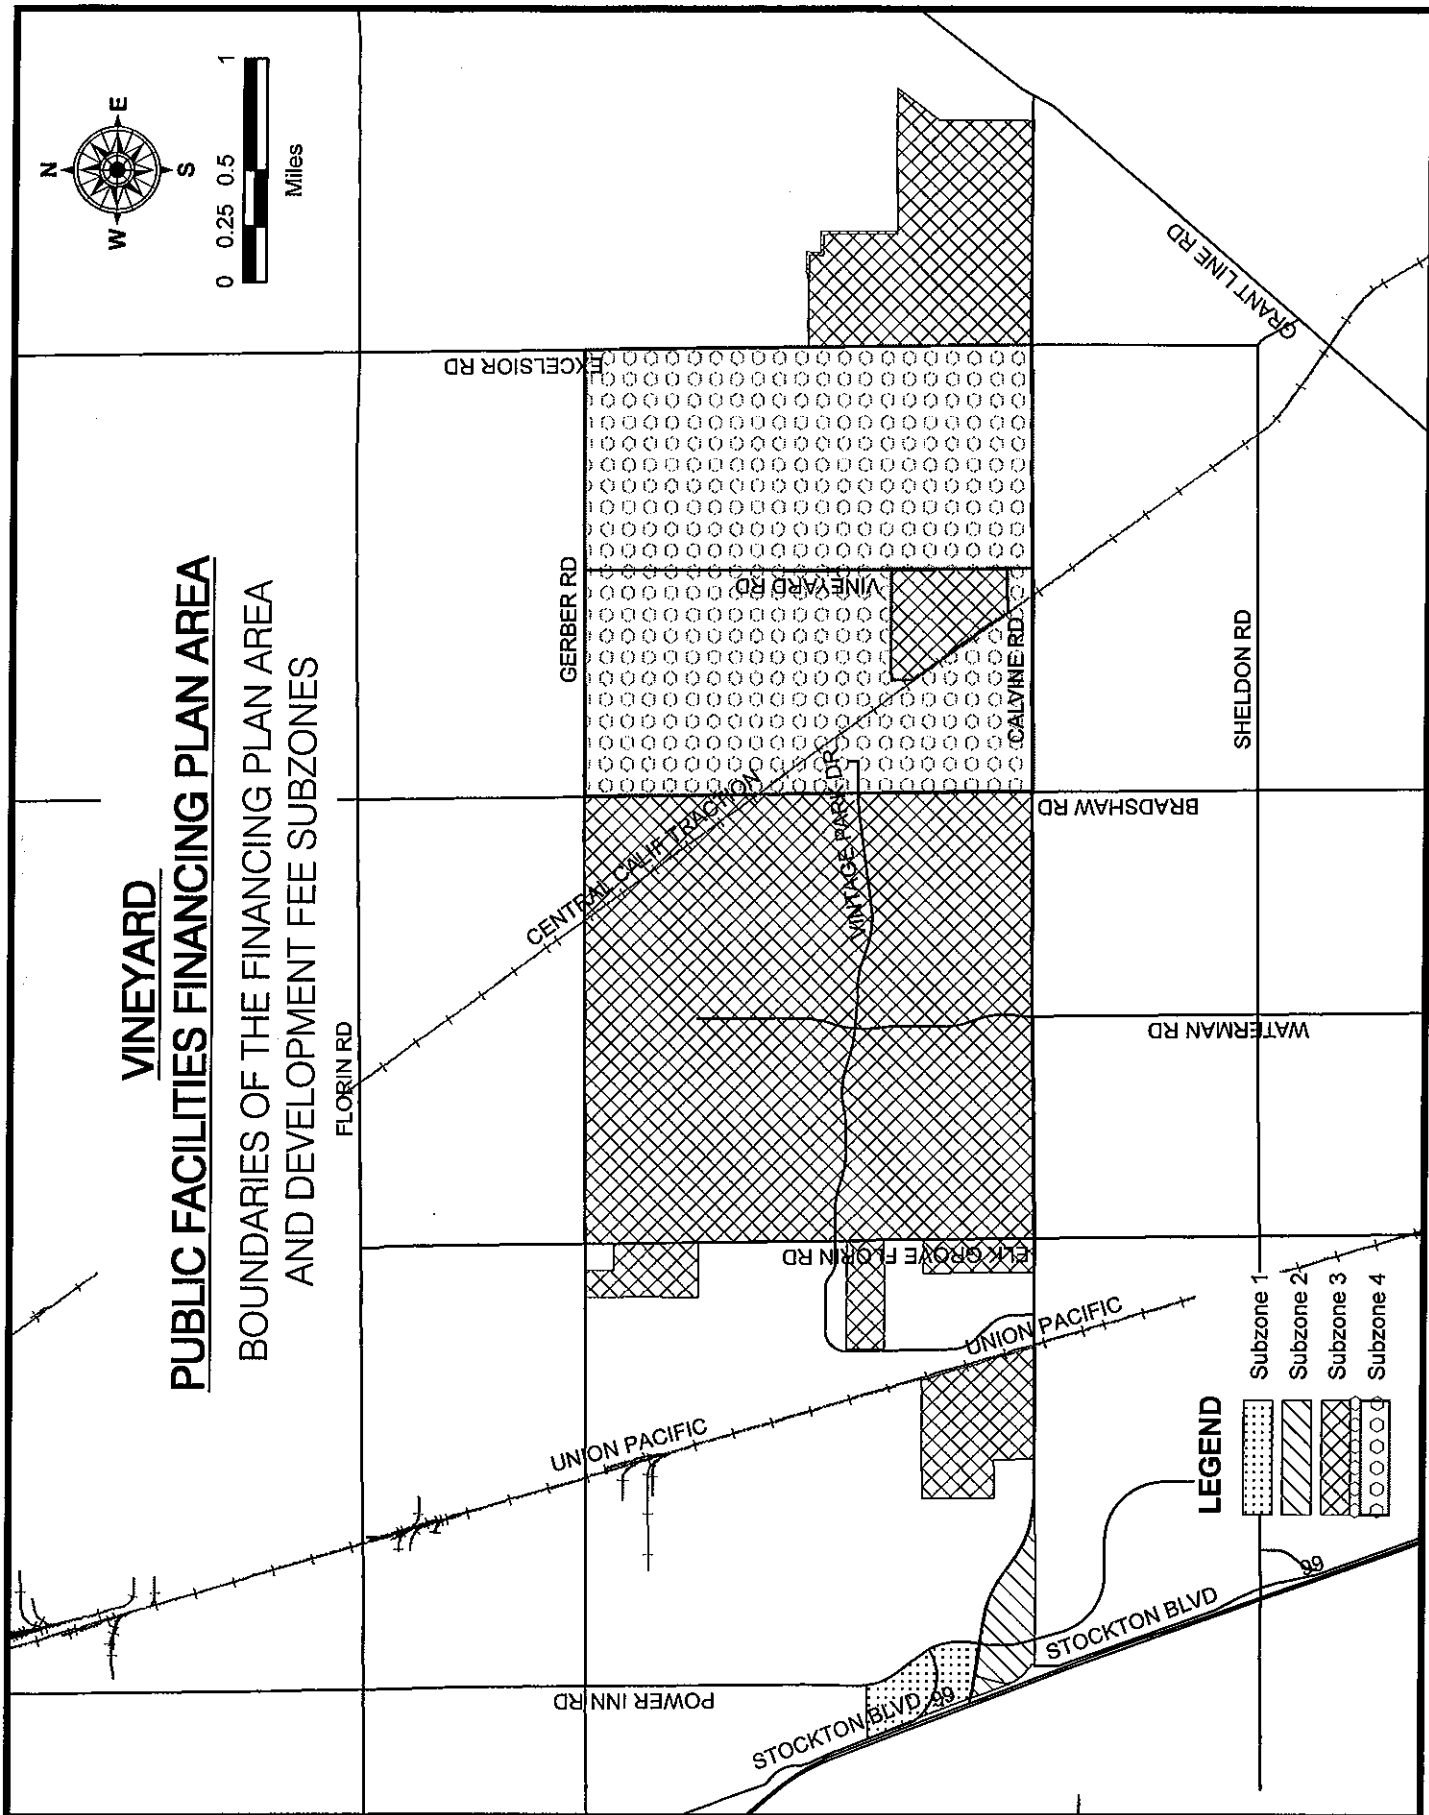 VINEYARD
PUBLIC FACILITIES FINANCING PLAN AREA
BOUNDARIES OF THE FINANCING PLAN AREA
AND DEVELOPMENT FEE SUBZONES
N
W
E
S
0 0.25 0.5 1
Miles
FLORIN RD
GERBER RD
EXCELSIOR RD
CENTRAL CALIF TRACTION
VINEYARD RD
VINTAGE PARK DR
CALVINE RD
BRADSHAW RD
WATERMAN RD
SHELDON RD
GRANT LINE RD
ELK GROVE FLORIN RD
UNION PACIFIC
UNION PACIFIC
POWER INN RD
STOCKTON BLVD
99
STOCKTON BLVD
99
LEGEND
Subzone 1
Subzone 2
Subzone 3
Subzone 4